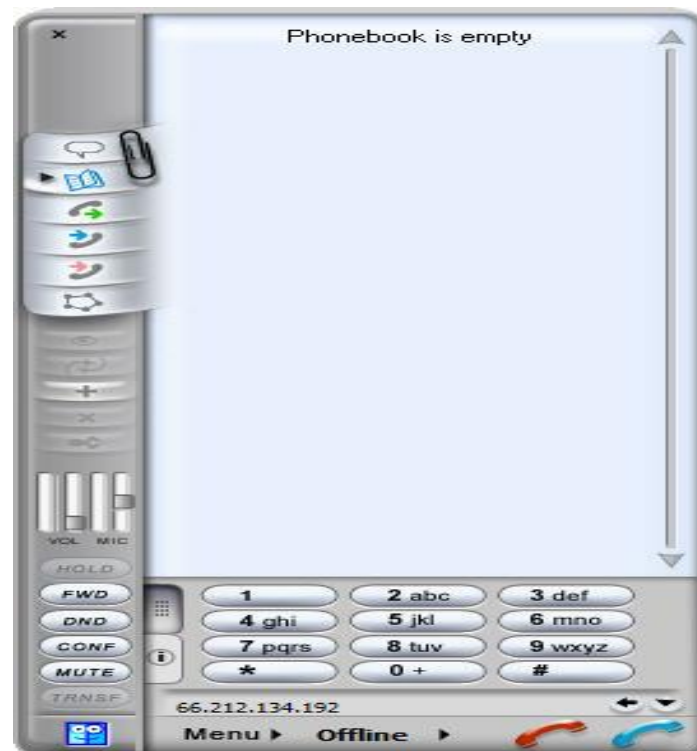 Phonebook is empty
VOL MIC
HOLD
FWD
DND
CONF
MUTE
TRNSF
1 2 abc 3 def
4 ghi 5 jkl 6 mno
7 pqrs 8 tuv 9 wxyz
* 0 + #
66.212.134.192
Menu Offline